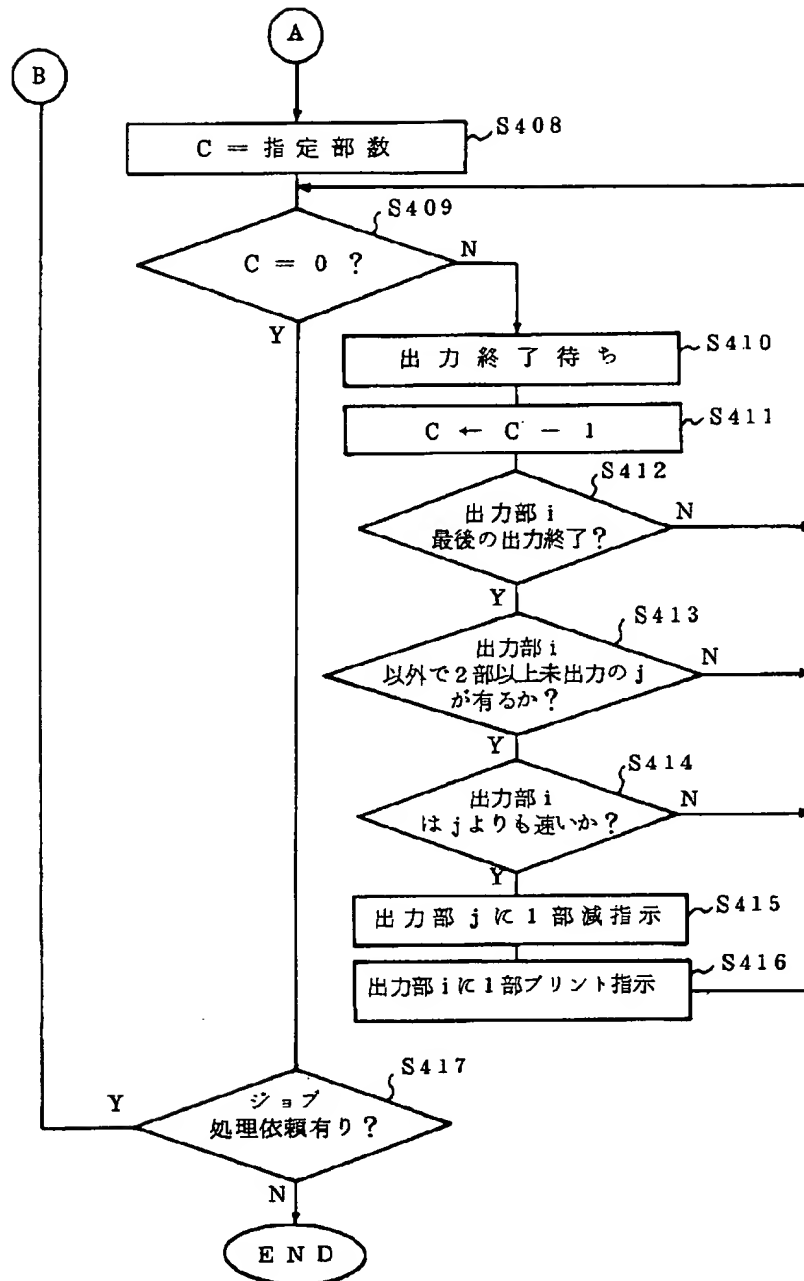 A
B
C = 指定部数
S408
S409
C = 0 ?
N
Y
出力終了待ち
S410
C ← C - 1
S411
S412
出力部 i
最後の出力終了?
N
Y
S413
出力部 i
以外で2部以上未出力の j
が有るか?
N
Y
S414
出力部 i
は j よりも速いか?
N
Y
出力部 j に1部減指示
S415
出力部 i に1部プリント指示
S416
S417
ジョブ
処理依頼有り?
Y
N
END